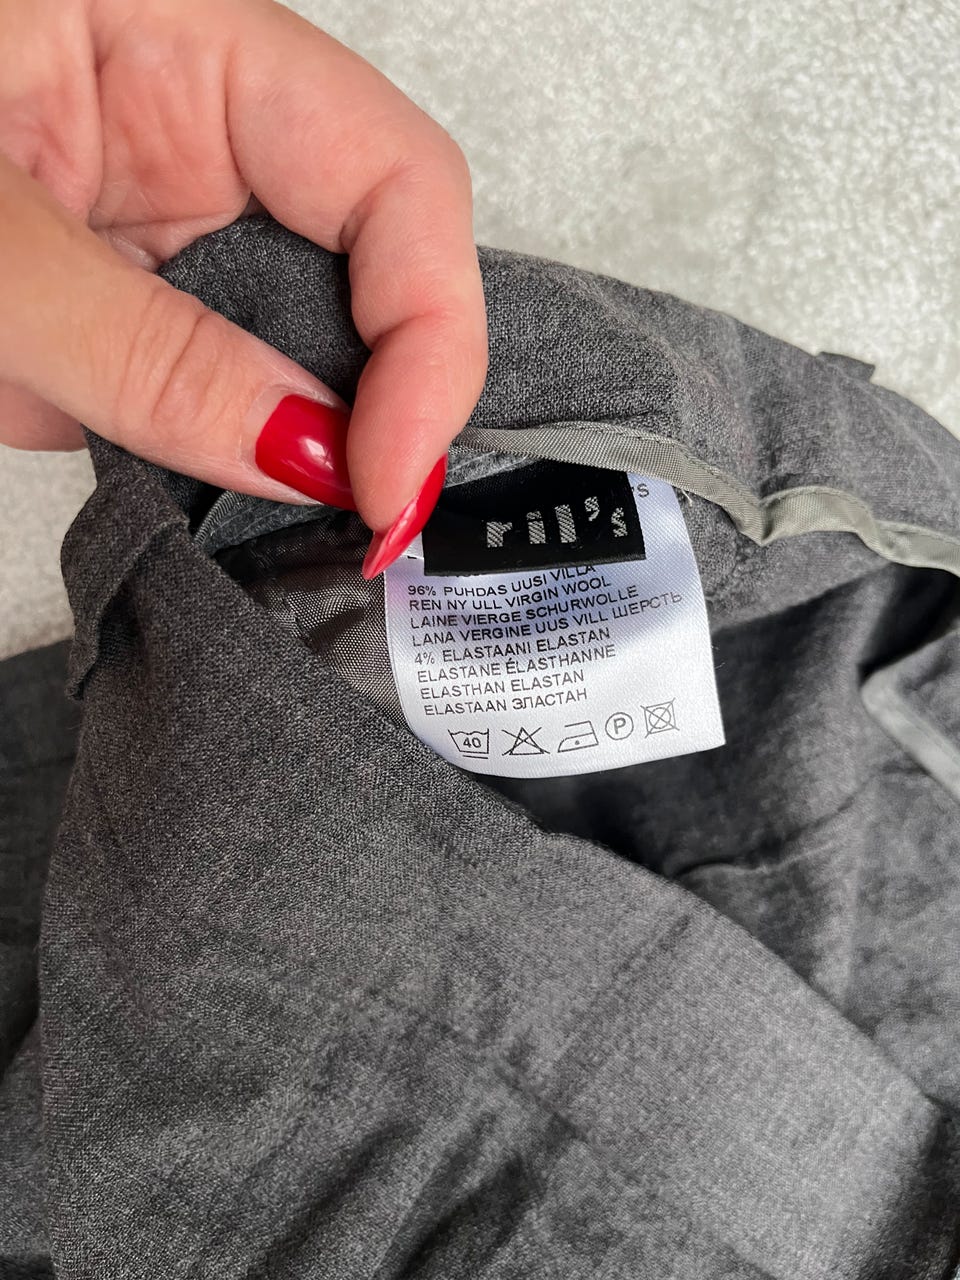 ril's
96% PUHDAS UUSI VILLA
REN NY ULL VIRGIN WOOL
LAINE VIERGE SCHURWOLLE
LANA VERGINE UUS VILL ШЕРСТЬ
4% ELASTAANI ELASTAN
ELASTANE ÉLASTHANNE
ELASTHAN ELASTAN
ELASTAAN ЭЛАСТАН
40 P